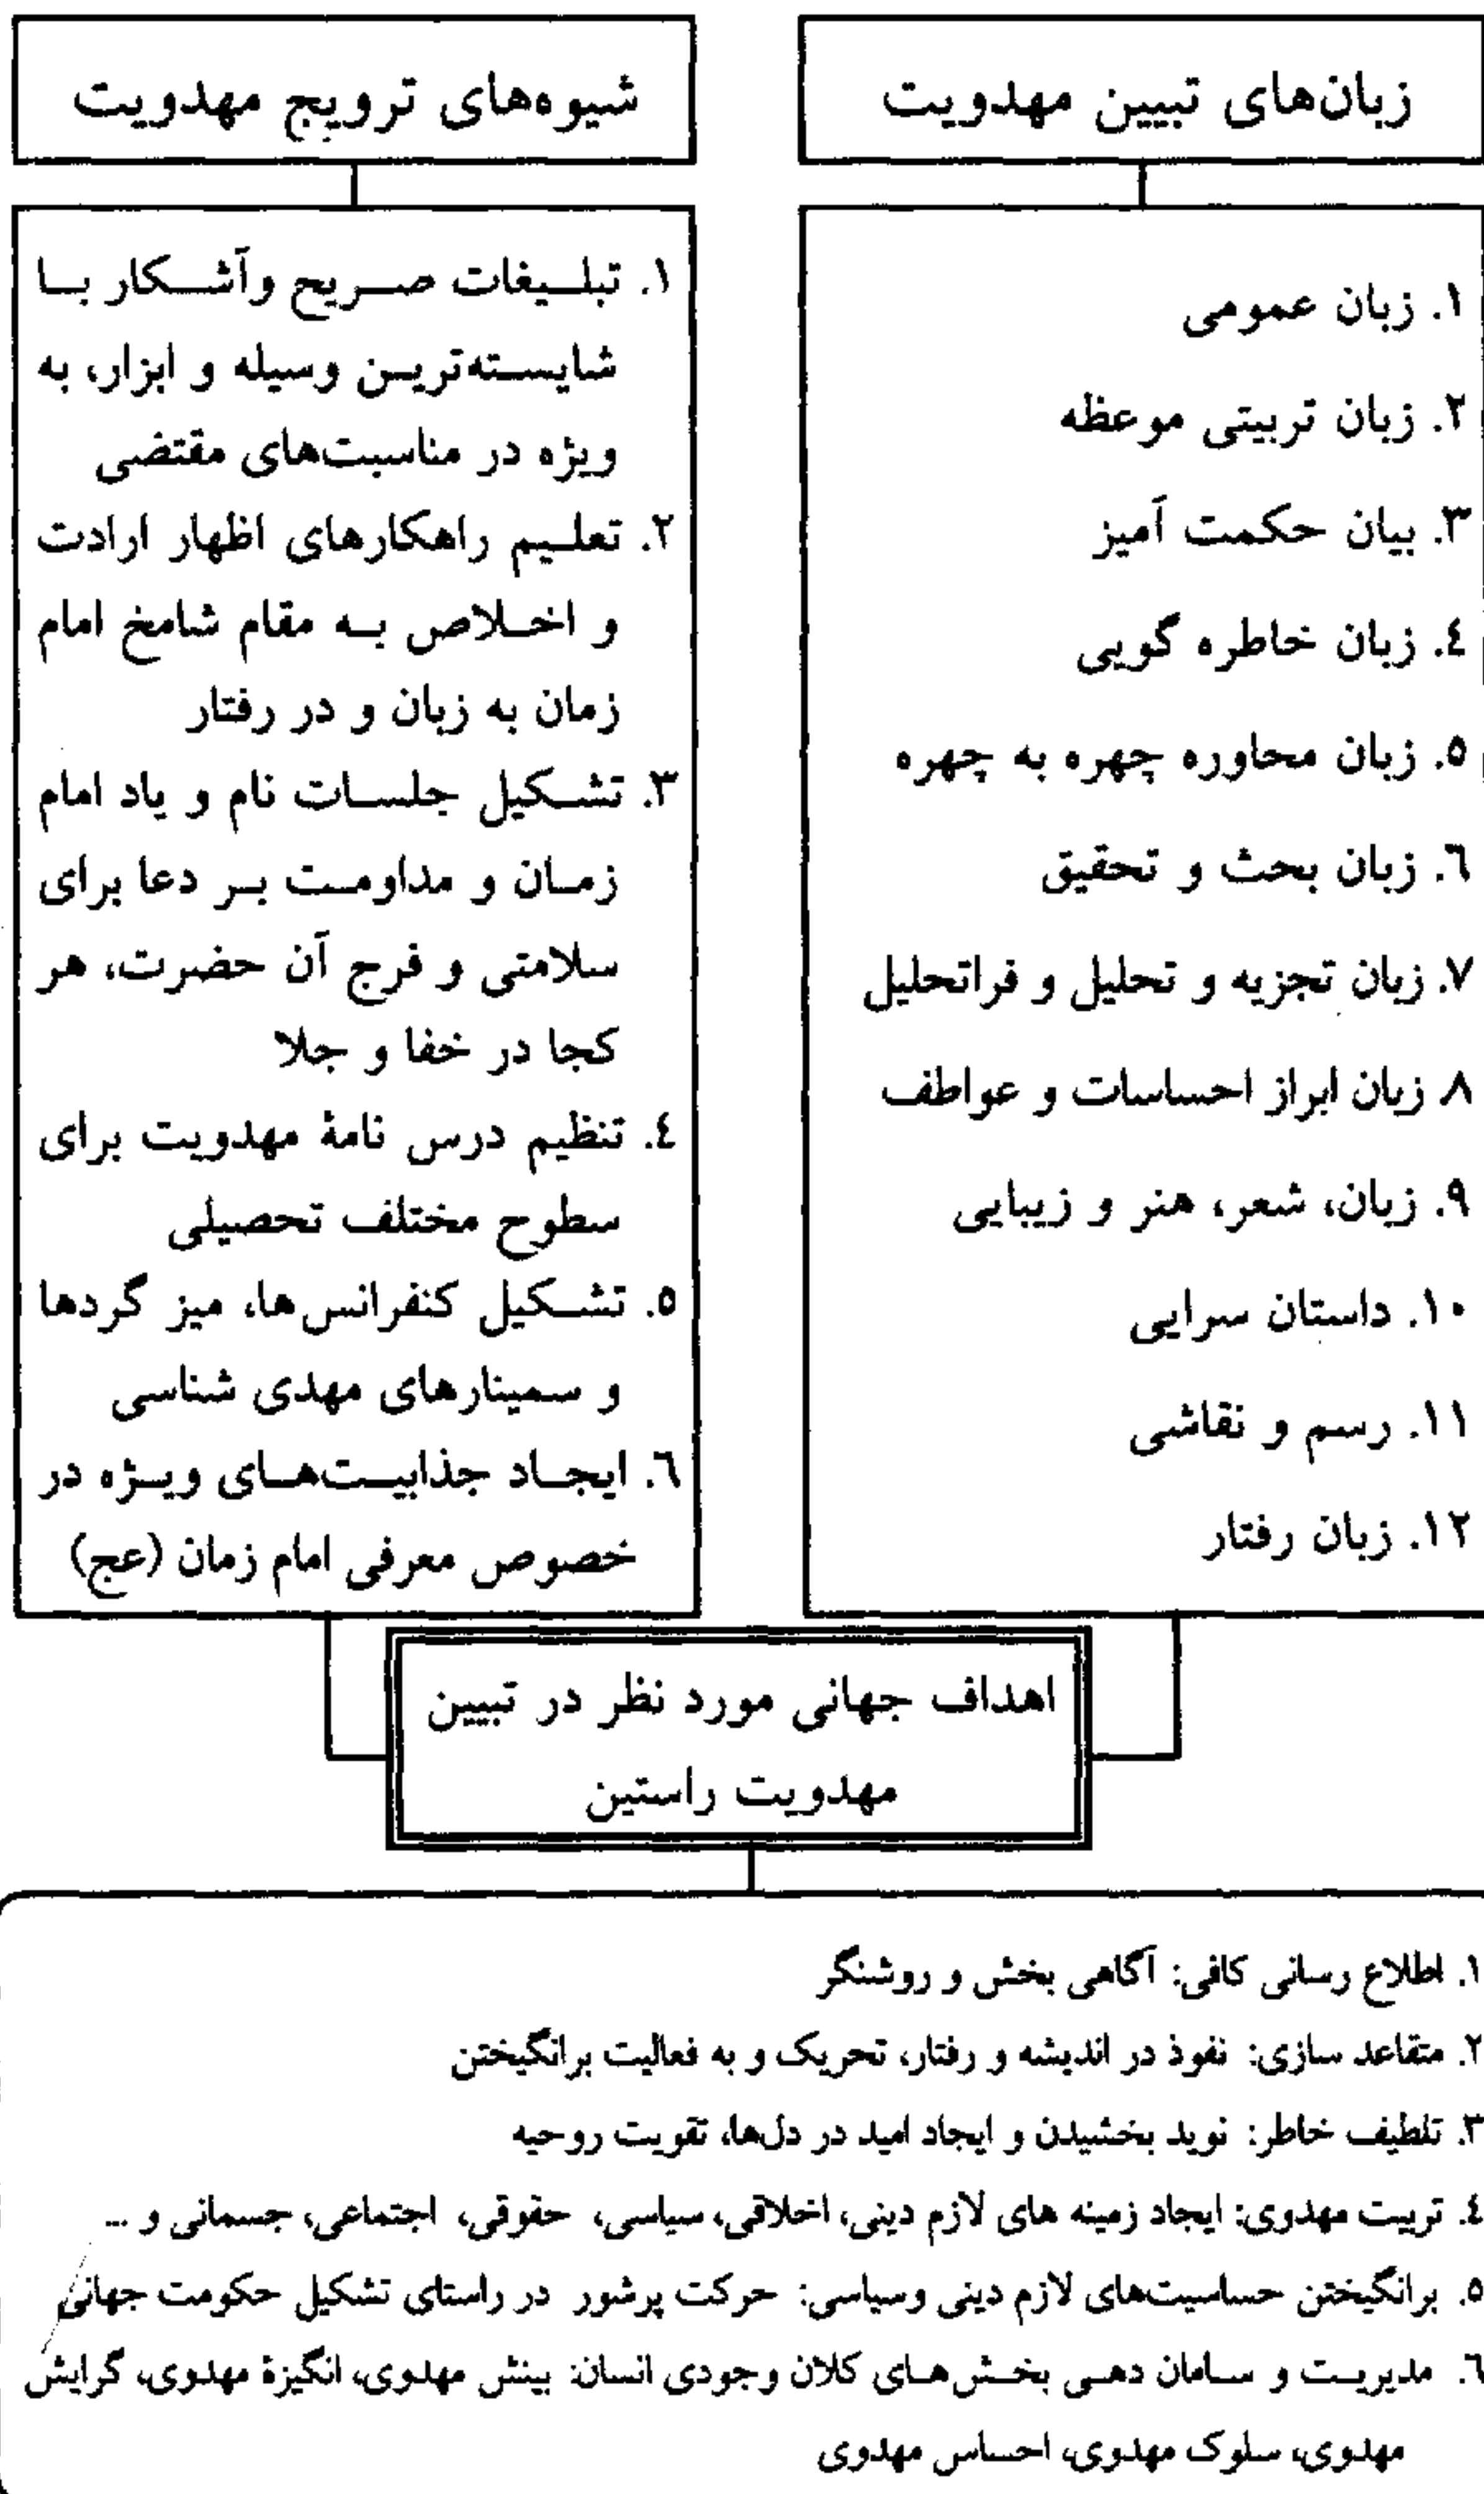 زبان‌های تبیین مهدویت
۱. زبان عمومی
۲. زبان تربیتی موعظه
۳. بیان حکمت آمیز
۴. زبان خاطره گویی
۵. زبان محاوره چهره به چهره
۶. زبان بحث و تحقیق
۷. زبان تجزیه و تحلیل و فراتحلیل
۸ زبان ابراز احساسات و عواطف
۹. زبان، شعر، هنر و زیبایی
۱۰. داستان سرایی
۱۱. رسم و نقاشی
۱۲. زبان رفتار
شیوه‌های ترویج مهدویت
۱. تبلیغات صریح وآشکار با
شایسته‌ترین وسیله و ابزار، به
ویژه در مناسبت‌های مقتضی
۲. تعلیم راهکارهای اظهار ارادت
و اخلاص به مقام شامخ امام
زمان به زبان و در رفتار
۳. تشکیل جلسات نام و یاد امام
زمان و مداومت بر دعا برای
سلامتی و فرج آن حضرت، هر
کجا در خفا و جلا
۴. تنظیم درس نامهٔ مهدویت برای
سطوح مختلف تحصیلی
۵. تشکیل کنفرانس‌ها، میز گردها
و سمینارهای مهدی شناسی
۶. ایجاد جذابیت‌های ویژه در
خصوص معرفی امام زمان (عج)
اهداف جهانی مورد نظر در تبیین
مهدویت راستین
۱. اطلاع رسانی کافی: آگاهی بخش و روشنگر
۲. متقاعد سازی: نفوذ در اندیشه و رفتار، تحریک و به فعالیت برانگیختن
۳. تلطیف خاطر: نوید بخشیدن و ایجاد امید در دل‌ها، تقویت روحیه
۴. تربیت مهدوی: ایجاد زمینه های لازم دینی، اخلاقی، سیاسی، حقوقی، اجتماعی، جسمانی و ...
۵. برانگیختن حساسیت‌های لازم دینی وسیاسی: حرکت پرشور در راستای تشکیل حکومت جهانی
۶. مدیریت و سامان دهی بخش‌های کلان وجودی انسان: بینش مهدوی، انگیزهٔ مهدوی، گرایش
مهدوی، سلوک مهدوی، احساس مهدوی